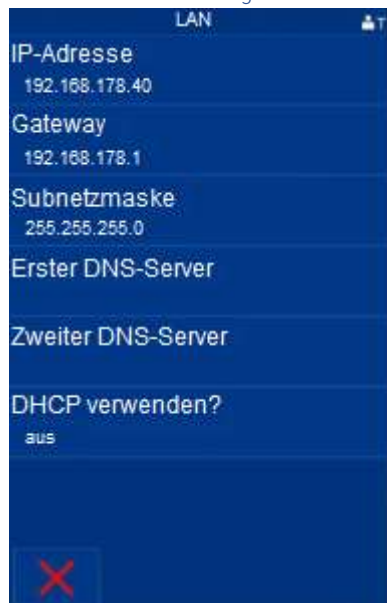 LAN
T
IP-Adresse
192.168.178.40
Gateway
192.168.178.1
Subnetzmaske
255.255.255.0
Erster DNS-Server
Zweiter DNS-Server
DHCP verwenden?
aus